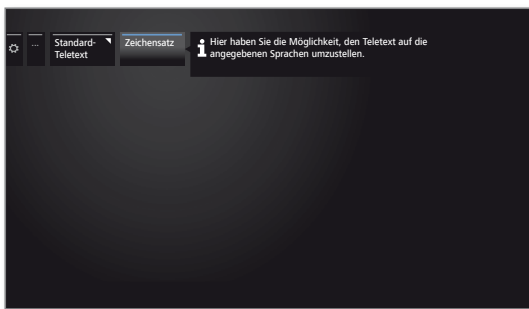 ...
Standard-
Teletext
Zeichensatz
Hier haben Sie die Möglichkeit, den Teletext auf die
angegebenen Sprachen umzustellen.